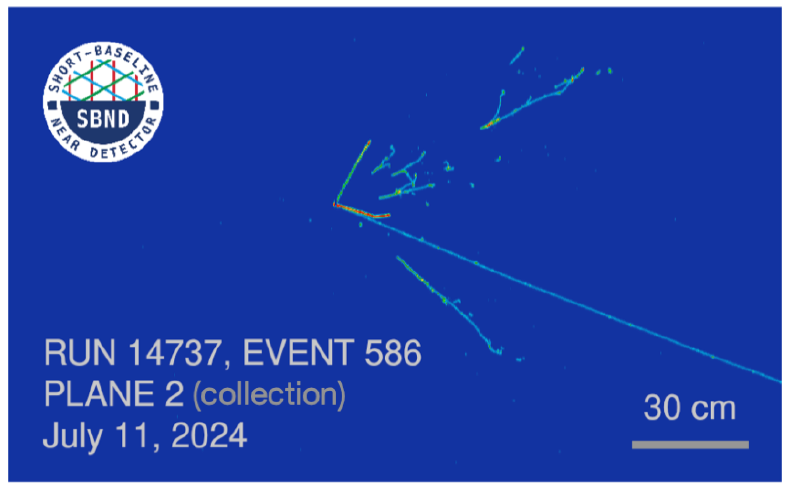 SHORT-BASELINE
SBND
NEAR DETECTOR
RUN 14737, EVENT 586
PLANE 2 (collection)
July 11, 2024
30 cm